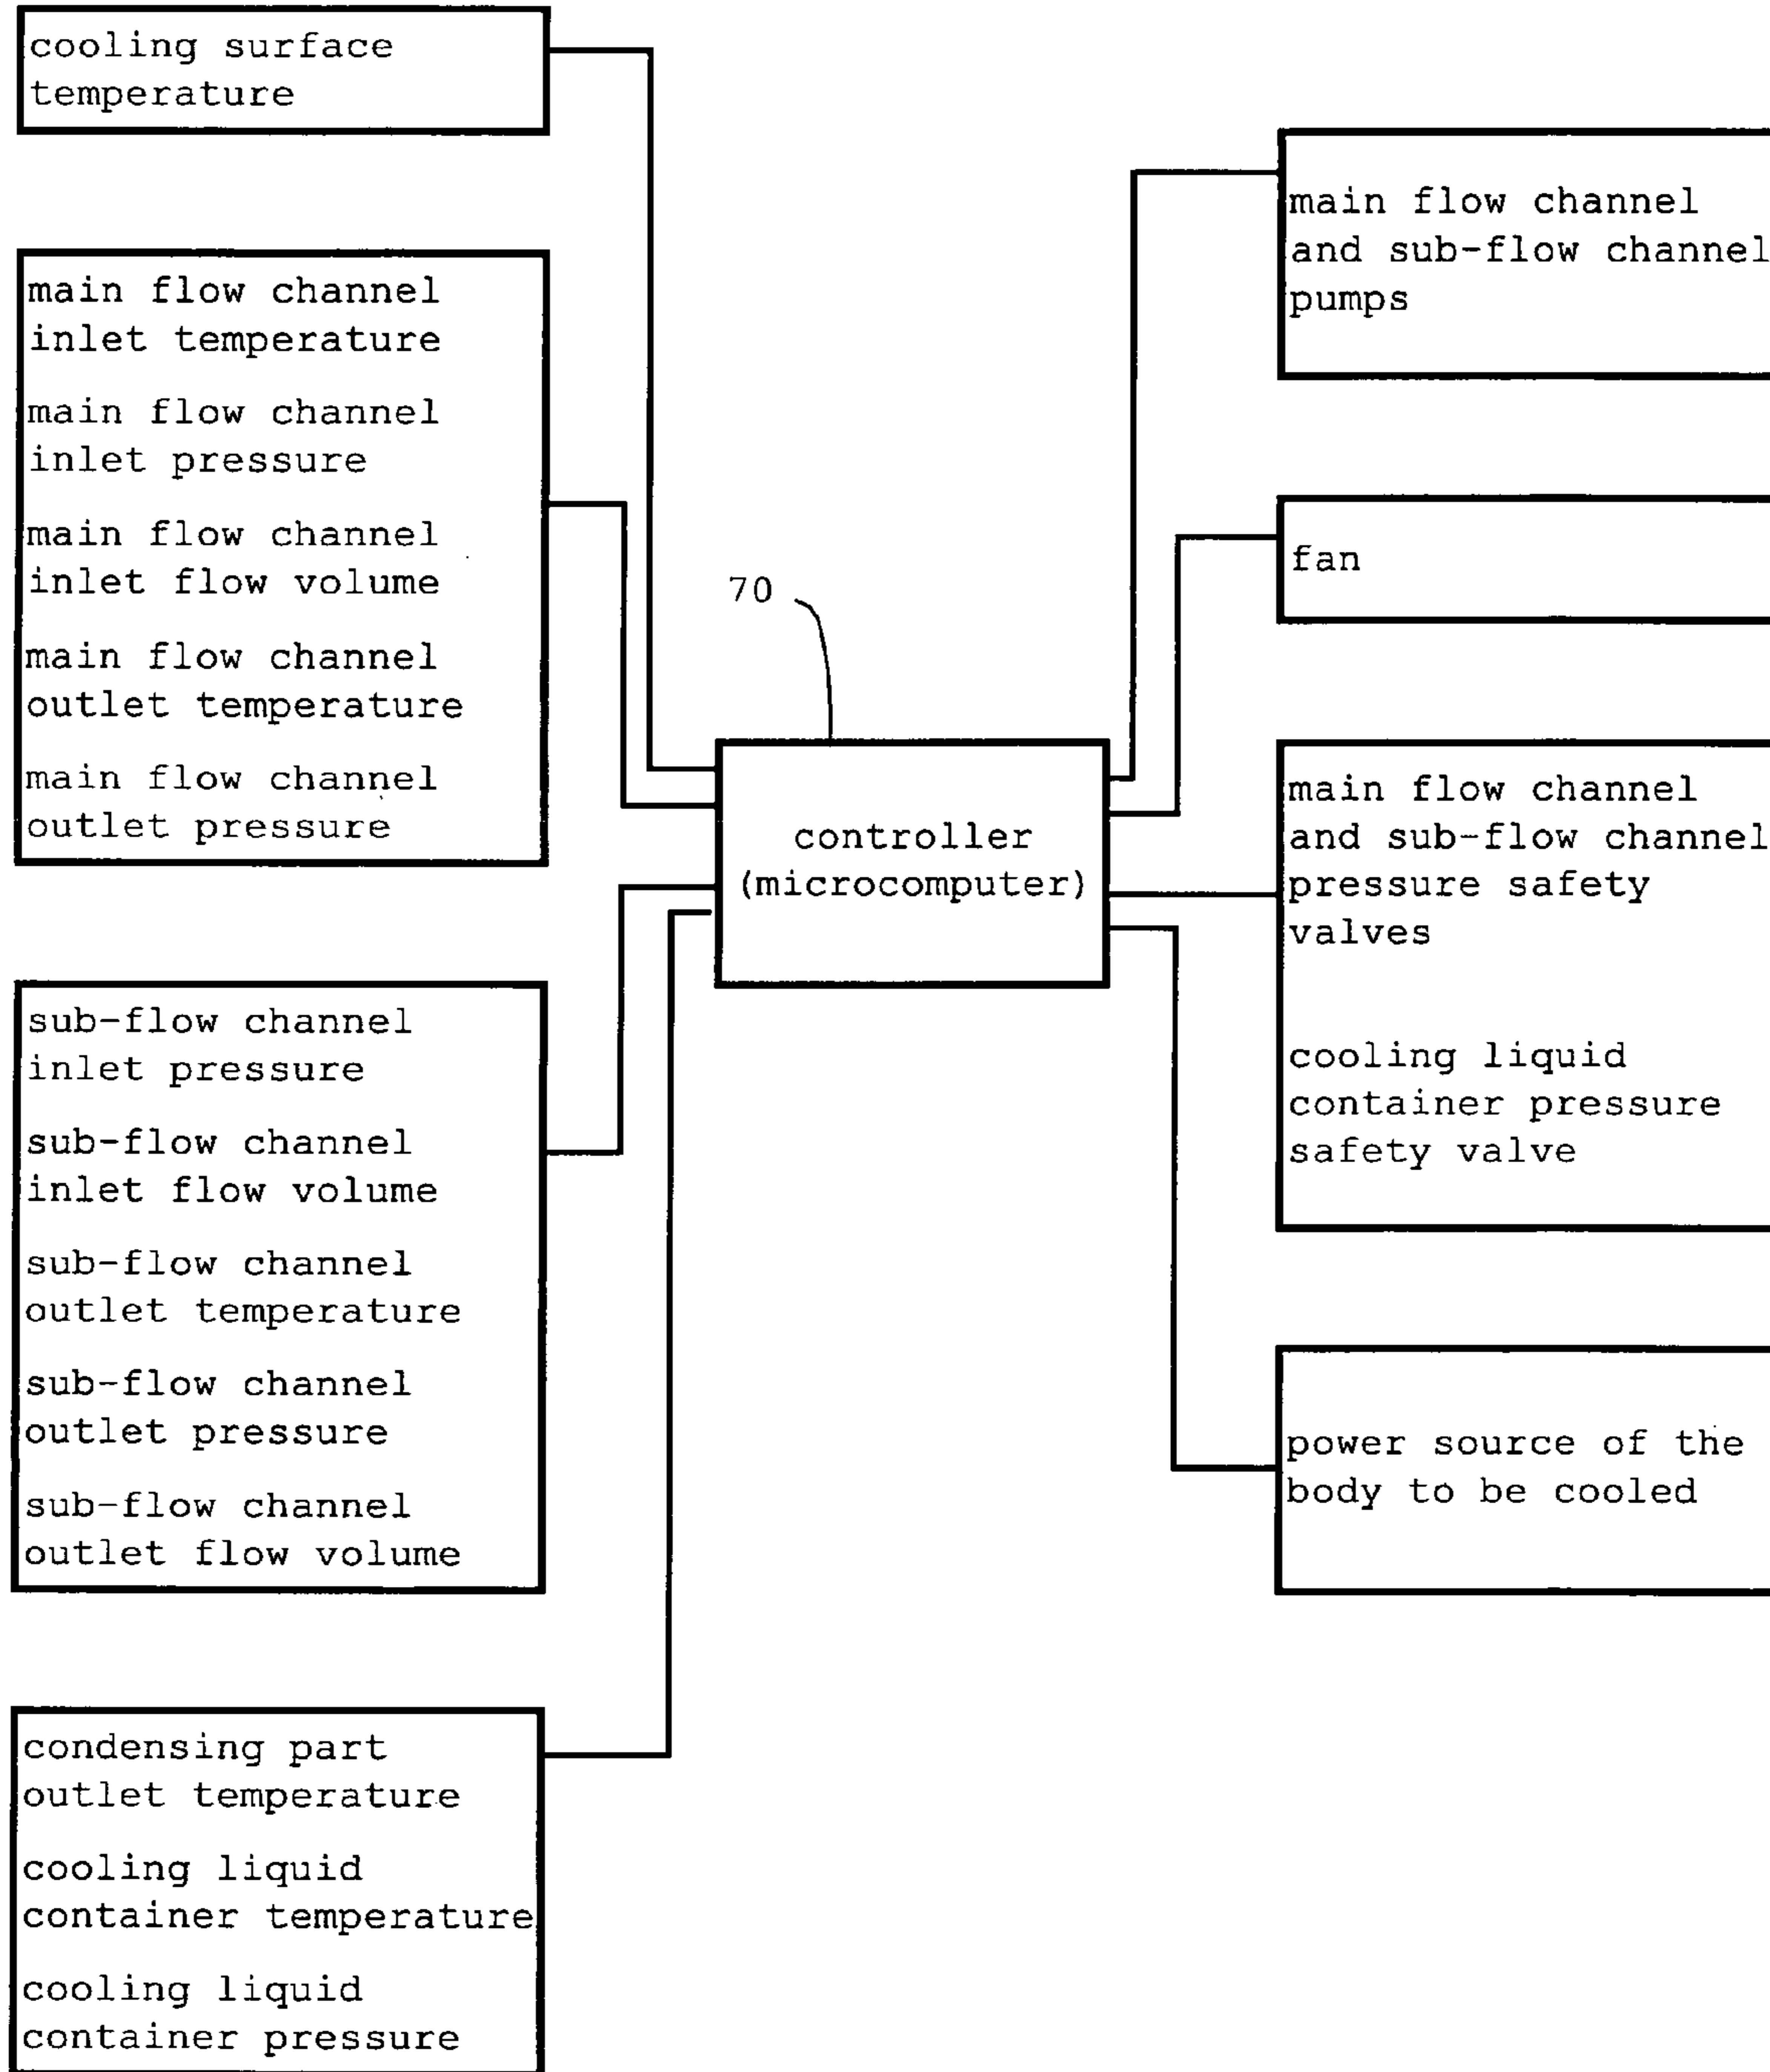 cooling surface
temperature
main flow channel
inlet temperature
main flow channel
inlet pressure
main flow channel
inlet flow volume
main flow channel
outlet temperature
main flow channel
outlet pressure
sub-flow channel
inlet pressure
sub-flow channel
inlet flow volume
sub-flow channel
outlet temperature
sub-flow channel
outlet pressure
sub-flow channel
outlet flow volume
condensing part
outlet temperature
cooling liquid
container temperature
cooling liquid
container pressure
70
controller
(microcomputer)
main flow channel
and sub-flow channel
pumps
fan
main flow channel
and sub-flow channel
pressure safety
valves
cooling liquid
container pressure
safety valve
power source of the
body to be cooled